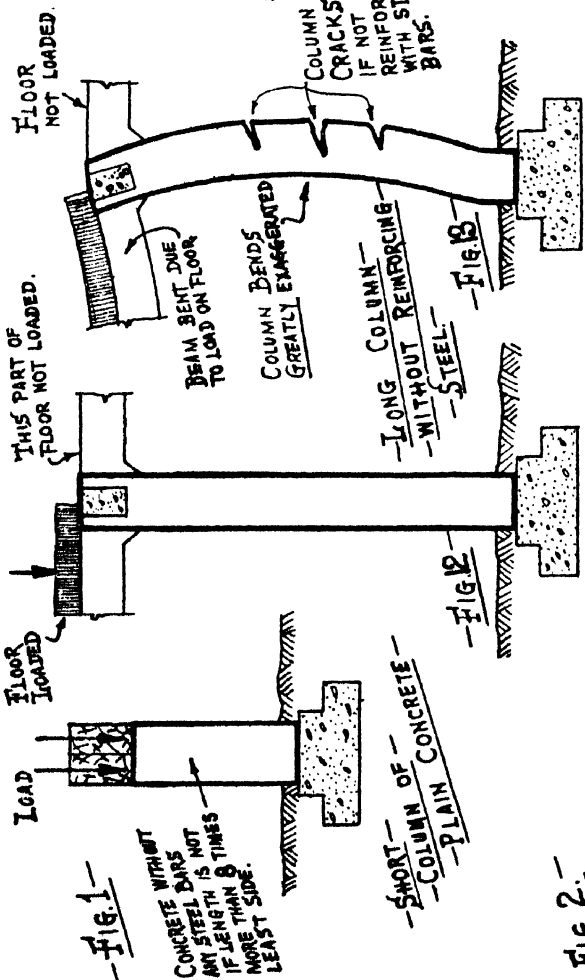 -FIG.1-
LOAD
CONCRETE WITHOUT
ANY STEEL BARS
IF LENGTH IS NOT
MORE THAN 8 TIMES
LEAST SIDE.
-SHORT-
-COLUMN OF-
-PLAIN CONCRETE-
FIG 2.-
FLOOR
LOADED
THIS PART OF
FLOOR NOT LOADED.
-FIG.12-
FLOOR
NOT LOADED.
BEAM BENT DUE
TO LOAD ON FLOOR.
COLUMN BENDS
GREATLY EXAGGERATED
COLUMN
CRACKS
IF NOT
REINFOR
WITH ST
BARS.
-LONG COLUMN-
-WITHOUT REINFORCING-
-STEEL.-
-FIG.13-